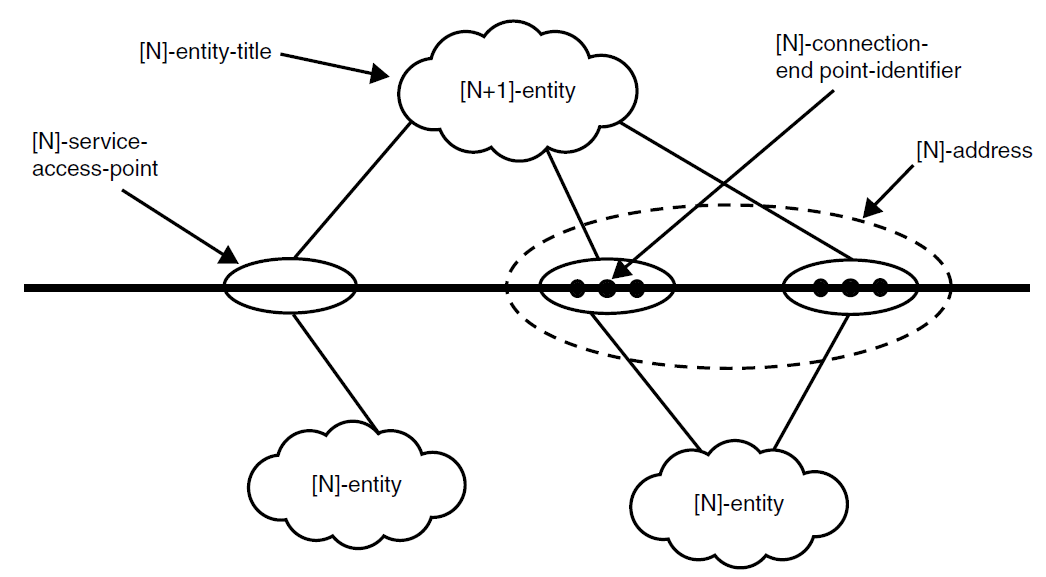 [N]-entity-title
[N+1]-entity
[N]-connection-
end point-identifier
[N]-service-
access-point
[N]-address
[N]-entity
[N]-entity